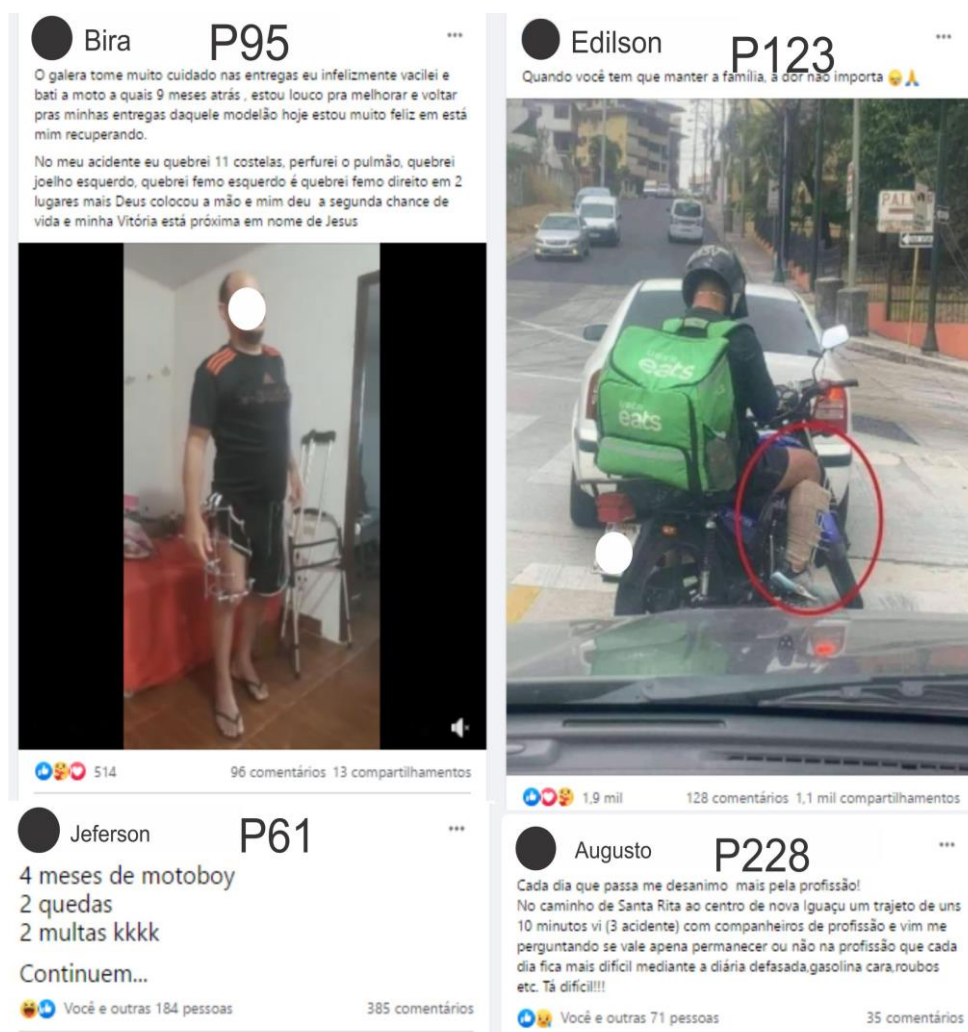 Bira P95
O galera tome muito cuidado nas entregas eu infelizmente vacilei e
bati a moto a quais 9 meses atrás , estou louco pra melhorar e voltar
pras minhas entregas daquele modelão hoje estou muito feliz em está
mim recuperando.
No meu acidente eu quebrei 11 costelas, perfurei o pulmão, quebrei
joelho esquerdo, quebrei femo esquerdo é quebrei femo direito em 2
lugares mais Deus colocou a mão e mim deu a segunda chance de
vida e minha Vitória está próxima em nome de Jesus
514 96 comentários 13 compartilhamentos
Edilson P123
Quando você tem que manter a família, a dor não importa
Uber
eats
Uber
eats
1,9 mil 128 comentários 1,1 mil compartilhamentos
Jeferson P61
4 meses de motoboy
2 quedas
2 multas kkkk
Continuem...
Você e outras 184 pessoas 385 comentários
Augusto P228
Cada dia que passa me desanimo mais pela profissão!
No caminho de Santa Rita ao centro de nova Iguaçu um trajeto de uns
10 minutos vi (3 acidente) com companheiros de profissão e vim me
perguntando se vale apena permanecer ou não na profissão que cada
dia fica mais difícil mediante a diária defasada,gasolina cara,roubos
etc. Tá difícil!!!
Você e outras 71 pessoas 35 comentários